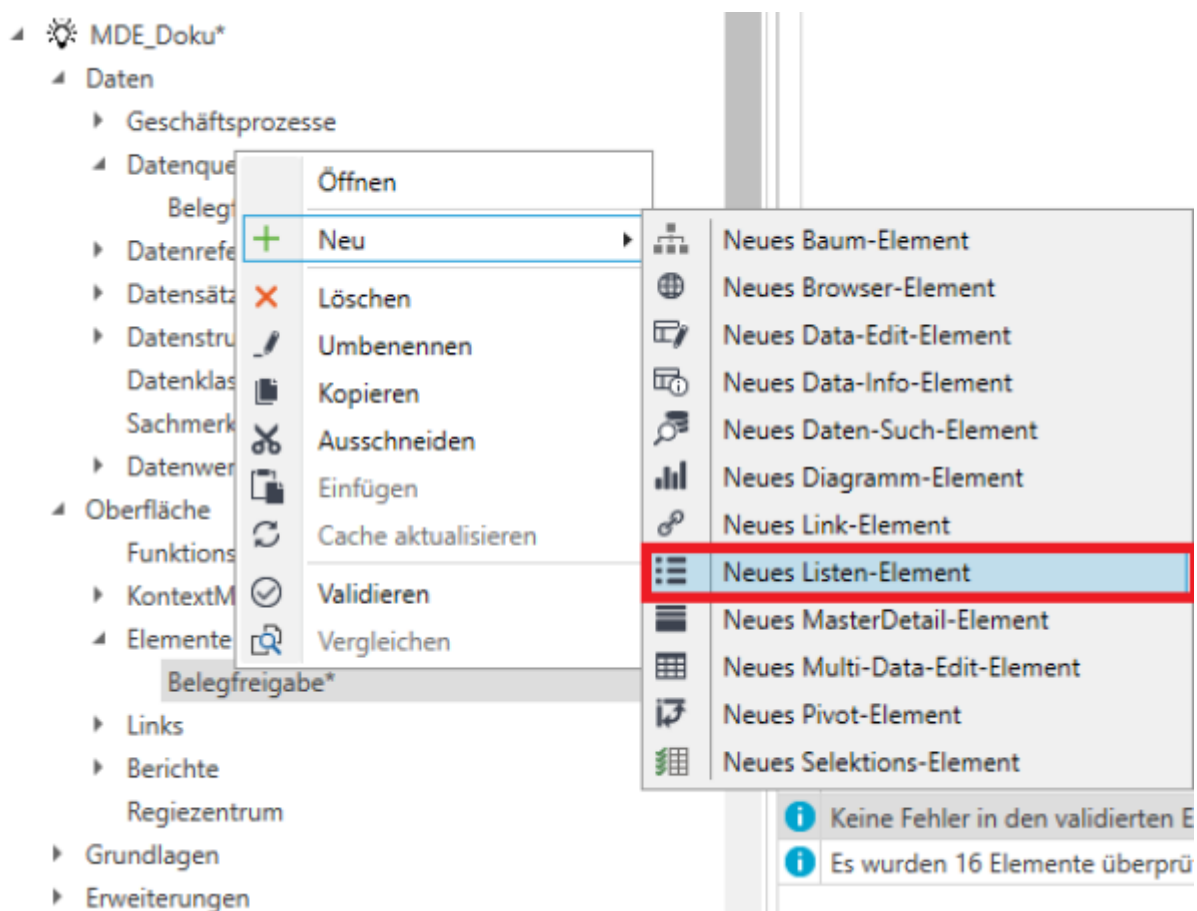 MDE_Doku*
Daten
Geschäftsprozesse
Datenque
Beleg
Datenrefe
Datensätz
Datenstru
Datenklas
Sachmerk
Datenwer
Oberfläche
Funktions
KontextM
Elemente
Belegfreigabe*
Links
Berichte
Regiezentrum
Grundlagen
Erweiterungen
Öffnen
Neu
Löschen
Umbenennen
Kopieren
Ausschneiden
Einfügen
Cache aktualisieren
Validieren
Vergleichen
Neues Baum-Element
Neues Browser-Element
Neues Data-Edit-Element
Neues Data-Info-Element
Neues Daten-Such-Element
Neues Diagramm-Element
Neues Link-Element
Neues Listen-Element
Neues MasterDetail-Element
Neues Multi-Data-Edit-Element
Neues Pivot-Element
Neues Selektions-Element
Keine Fehler in den validierten E
Es wurden 16 Elemente überprü